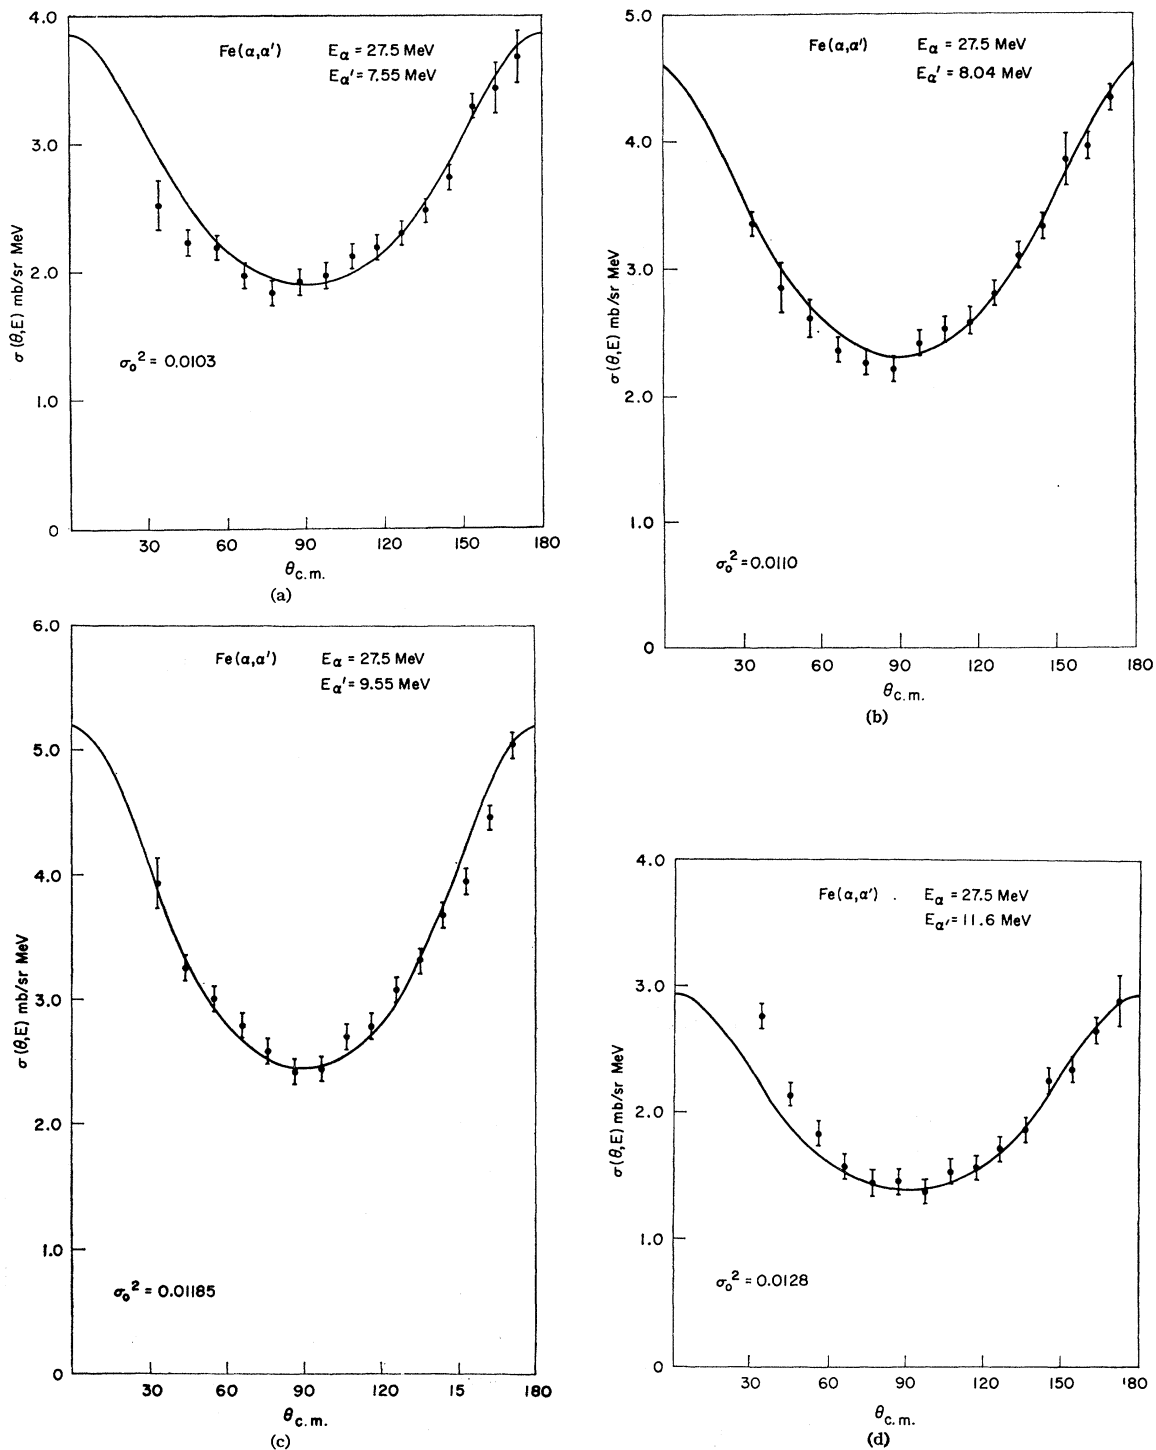 4.0
3.0
2.0
1.0
0
σ (θ,E) mb/sr MeV
Fe(α,α′) Eα = 27.5 MeV
Eα′= 7.55 MeV
σ₀² = 0.0103
30 60 90 120 150 180
θc.m.
(a)
5.0
4.0
3.0
2.0
1.0
0
σ(θ,E) mb/sr MeV
Fe(α,α′) Eα = 27.5 MeV
Eα′ = 8.04 MeV
σ₀² = 0.0110
30 60 90 120 150 180
θc.m.
(b)
6.0
5.0
4.0
3.0
2.0
1.0
0
σ(θ,E) mb/sr MeV
Fe(α,α′) Eα = 27.5 MeV
Eα′= 9.55 MeV
σ₀² = 0.01185
30 60 90 120 15 180
θc.m.
(c)
4.0
3.0
2.0
1.0
0
σ(θ,E) mb/sr MeV
Fe(α,α′) Eα = 27.5 MeV
Eα′= 11.6 MeV
σ₀² = 0.0128
30 60 90 120 150 180
θc.m.
(d)